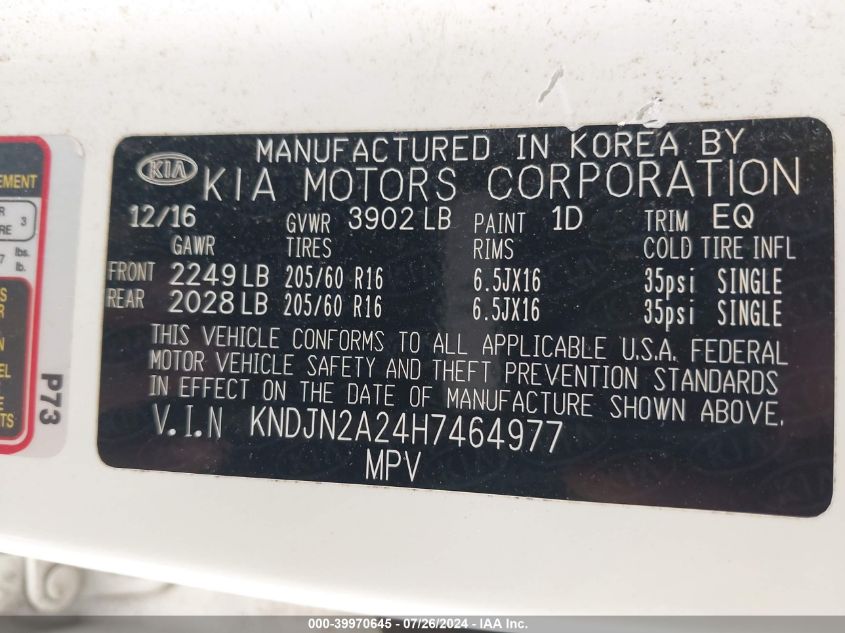 KIA
MANUFACTURED IN KOREA BY
KIA MOTORS CORPORATION
12/16 GVWR 3902 LB PAINT 1D TRIM EQ
GAWR TIRES RIMS COLD TIRE INFL
FRONT 2249 LB 205/60 R16 6.5JX16 35psi SINGLE
REAR 2028 LB 205/60 R16 6.5JX16 35psi SINGLE
THIS VEHICLE CONFORMS TO ALL APPLICABLE U.S.A. FEDERAL
MOTOR VEHICLE SAFETY AND THEFT PREVENTION STANDARDS
IN EFFECT ON THE DATE OF MANUFACTURE SHOWN ABOVE.
V.I.N KNDJN2A24H7464977
MPV
3
lbs.
lb.
P73
©-- 39970645 -- 07/26/2024 -- IAA Inc.